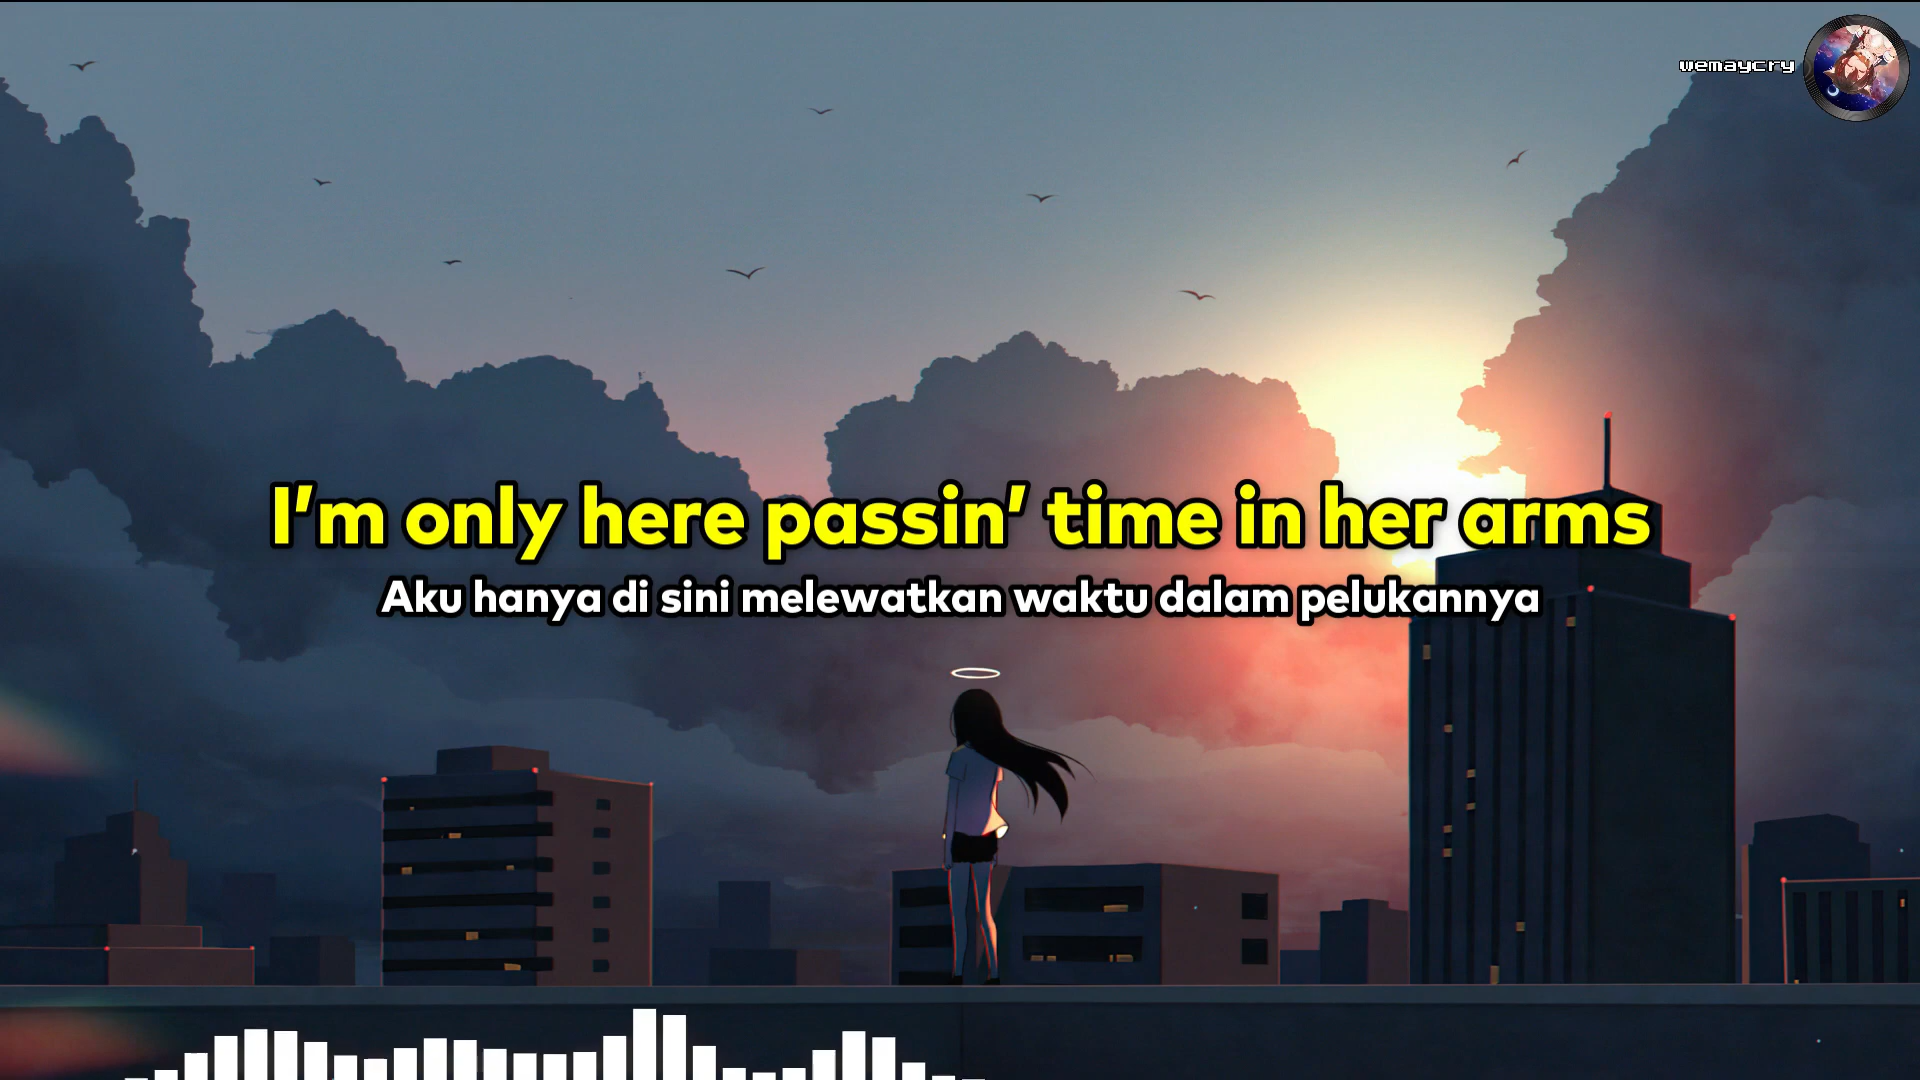 wemaycry
I'm only here passin' time in her arms
Aku hanya di sini melewatkan waktu dalam pelukannya